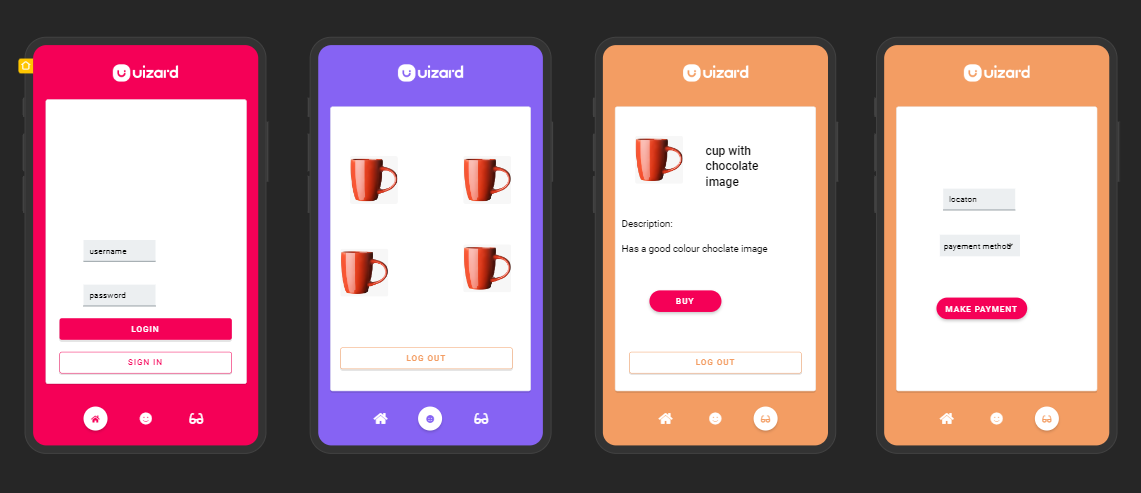 uizard
username
password
LOGIN
SIGN IN
uizard
LOG OUT
uizard
cup with
chocolate
image
Description:
Has a good colour choclate image
BUY
LOG OUT
uizard
locaton
payement method
MAKE PAYMENT